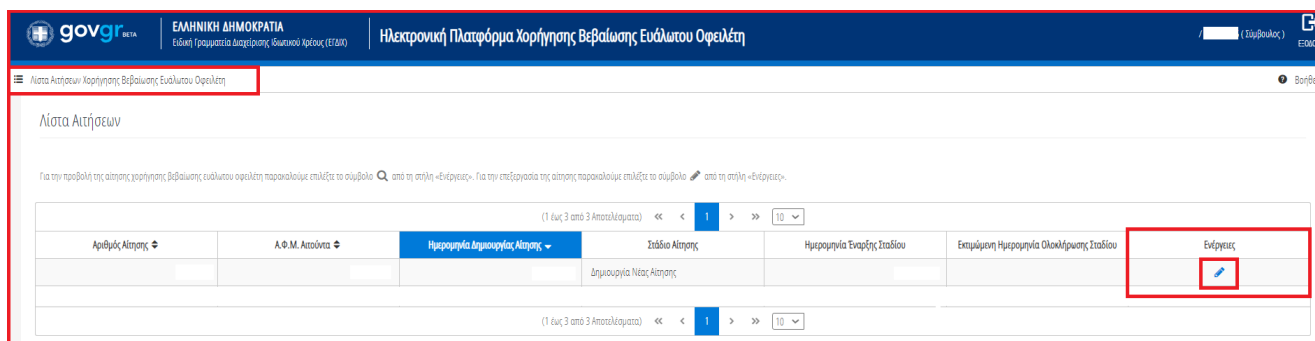 govgr BETA
ΕΛΛΗΝΙΚΗ ΔΗΜΟΚΡΑΤΙΑ
Ειδική Γραμματεία Διαχείρισης Ιδιωτικού Χρέους (ΕΓΔΙΧ)
Ηλεκτρονική Πλατφόρμα Χορήγησης Βεβαίωσης Ευάλωτου Οφειλέτη
/ ( Σύμβουλος )
Λίστα Αιτήσεων Χορήγησης Βεβαίωσης Ευάλωτου Οφειλέτη
Λίστα Αιτήσεων
Για την προβολή της αίτησης χορήγησης βεβαίωσης ευάλωτου οφειλέτη παρακαλούμε επιλέξτε το σύμβολο από τη στήλη «Ενέργειες». Για την επεξεργασία της αίτησης παρακαλούμε επιλέξτε το σύμβολο από τη στήλη «Ενέργειες».
(1 έως 3 από 3 Αποτελέσματα) « < 1 > » 10
Αριθμός Αίτησης Α.Φ.Μ. Αιτούντα Ημερομηνία Δημιουργίας Αίτησης Στάδιο Αίτησης Ημερομηνία Έναρξης Σταδίου Εκτιμώμενη Ημερομηνία Ολοκλήρωσης Σταδίου Ενέργειες
Δημιουργία Νέας Αίτησης
(1 έως 3 από 3 Αποτελέσματα) « < 1 > » 10